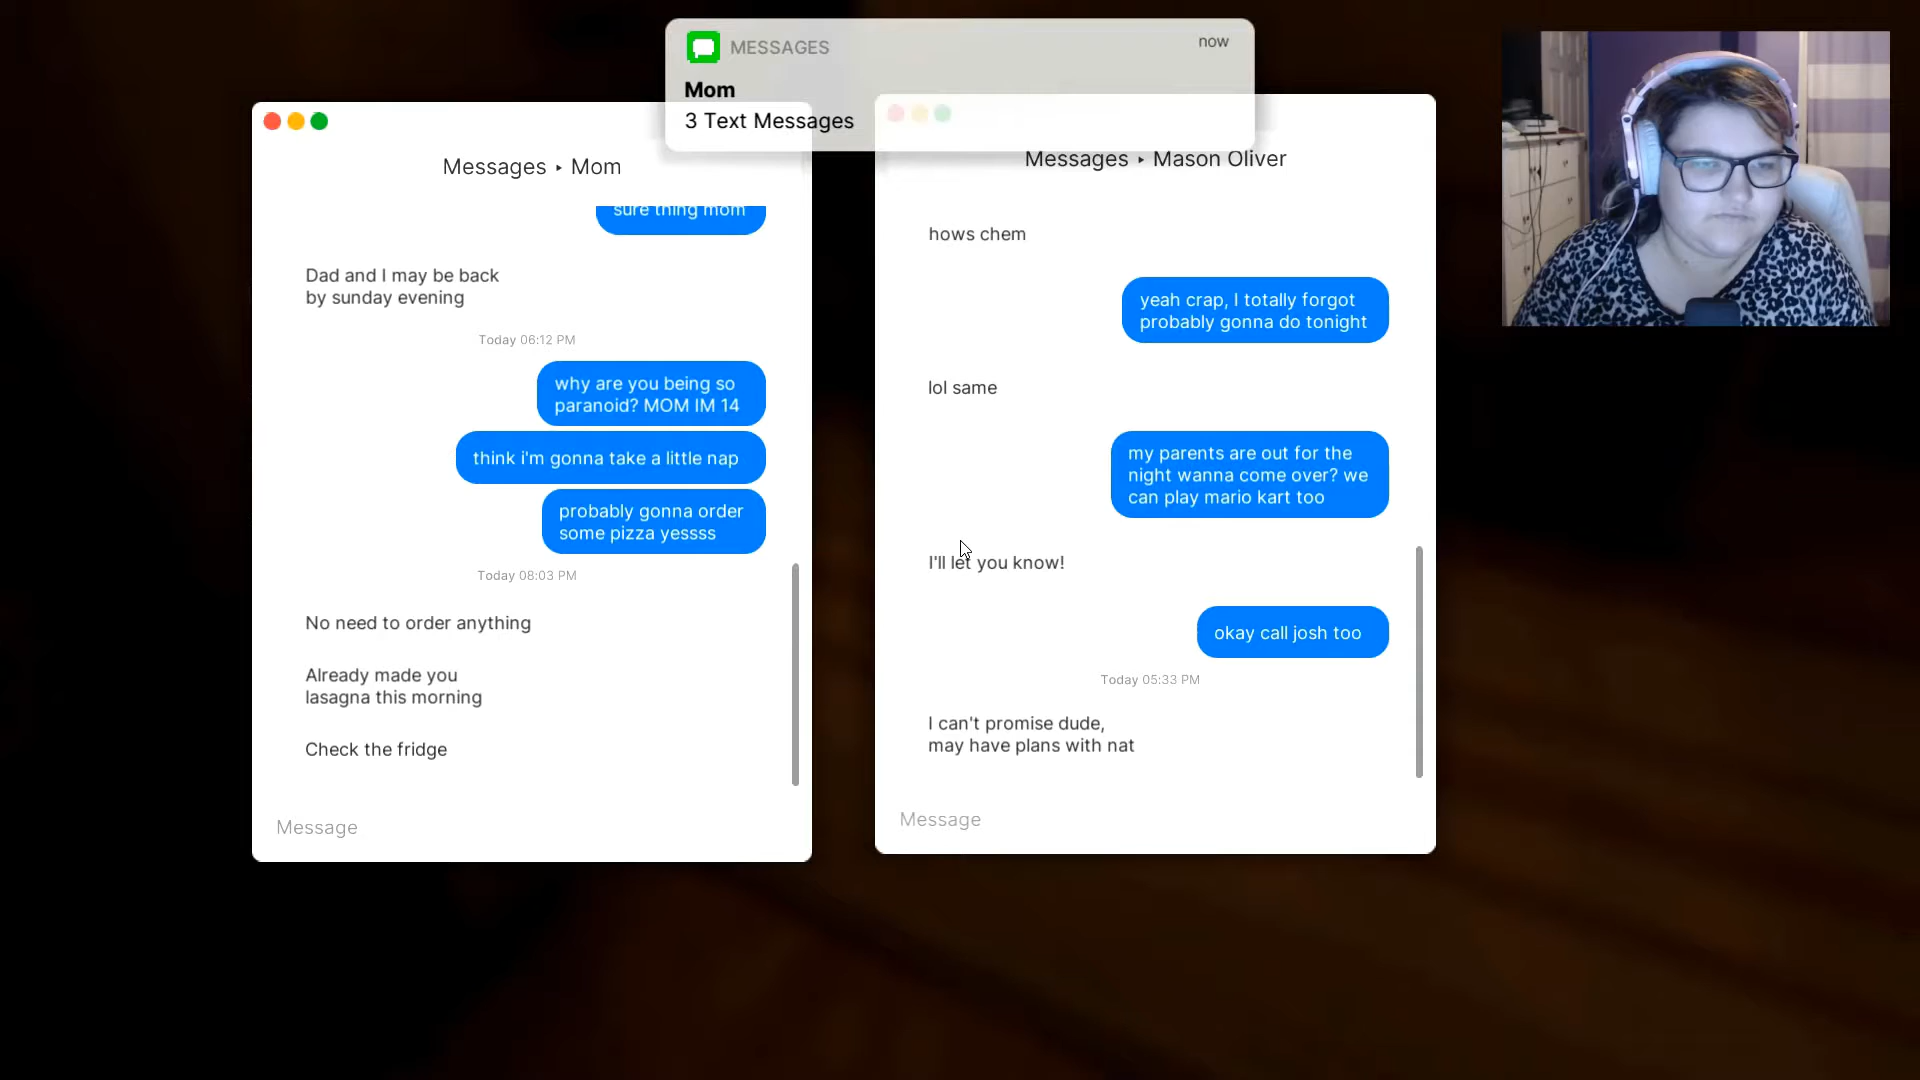 MESSAGES
now
Mom
3 Text Messages
Messages ‣ Mom
sure thing mom
Dad and I may be back
by sunday evening
Today 06:12 PM
why are you being so
paranoid? MOM IM 14
think i'm gonna take a little nap
probably gonna order
some pizza yessss
Today 08:03 PM
No need to order anything
Already made you
lasagna this morning
Check the fridge
Message
Messages ‣ Mason Oliver
hows chem
yeah crap, I totally forgot
probably gonna do tonight
lol same
my parents are out for the
night wanna come over? we
can play mario kart too
I'll let you know!
okay call josh too
Today 05:33 PM
I can't promise dude,
may have plans with nat
Message